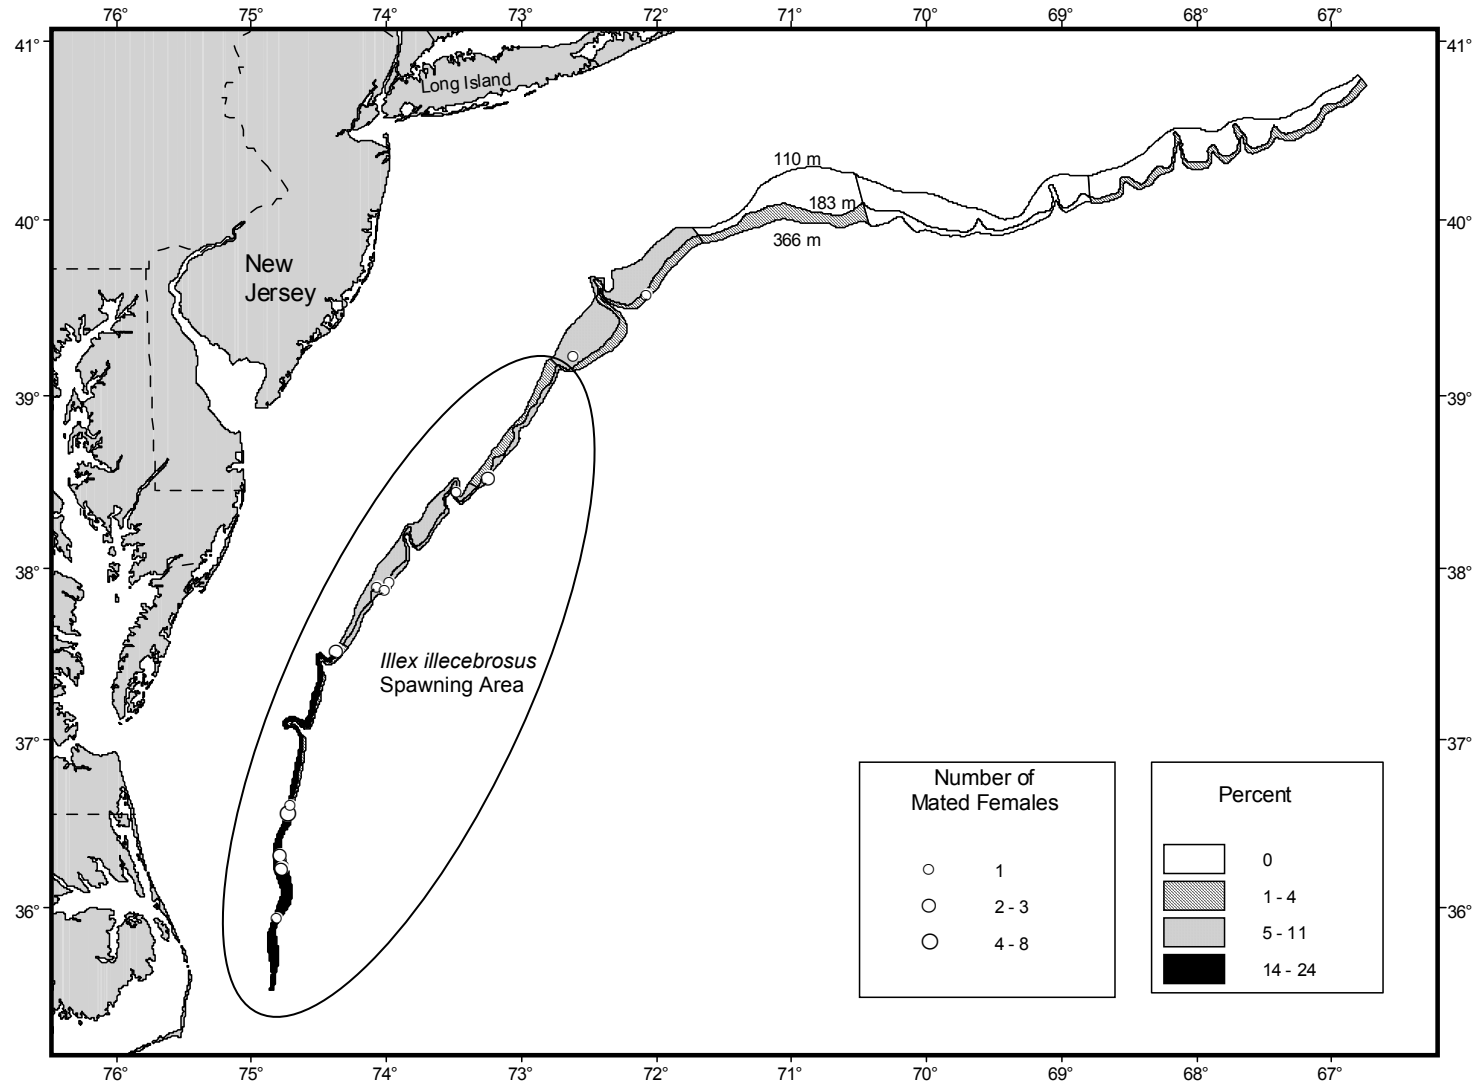 76° 75° 74° 73° 72° 71° 70° 69° 68° 67°
41° 41°
Long Island
110 m
183 m
40° 40°
366 m
New
Jersey
39° 39°
38° 38°
Illex illecebrosus
Spawning Area
37° 37°
Number of
Mated Females
1
2 - 3
4 - 8
Percent
0
1 - 4
5 - 11
14 - 24
36° 36°
76° 75° 74° 73° 72° 71° 70° 69° 68° 67°